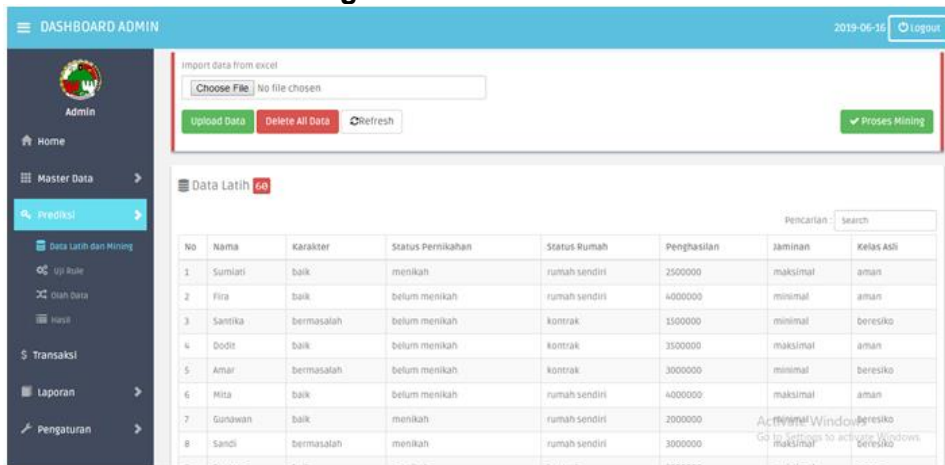 DASHBOARD ADMIN
2019-06-16 Logout
Admin
Home
Master Data
Prediksi
Data Latih dan Mining
Uji Rule
Olah Data
Hasil
$ Transaksi
Laporan
Pengaturan
Import data from excel
Choose File No file chosen
Upload Data Delete All Data Refresh Proses Mining
Data Latih 60
Pencarian : Search
No Nama Karakter Status Pernikahan Status Rumah Penghasilan Jaminan Kelas Asli
1 Sumiati baik menikah rumah sendiri 2500000 maksimal aman
2 Fira baik belum menikah rumah sendiri 4000000 minimal aman
3 Santika bermasalah belum menikah kontrak 1500000 minimal beresiko
4 Dodit baik belum menikah kontrak 3500000 maksimal aman
5 Amar bermasalah belum menikah kontrak 3000000 minimal beresiko
6 Mita baik belum menikah rumah sendiri 4000000 maksimal aman
7 Gunawan baik menikah rumah sendiri 2000000 minimal beresiko
8 Sandi bermasalah menikah rumah sendiri 3000000 maksimal beresiko
Activate Windows
Go to Settings to activate Windows.